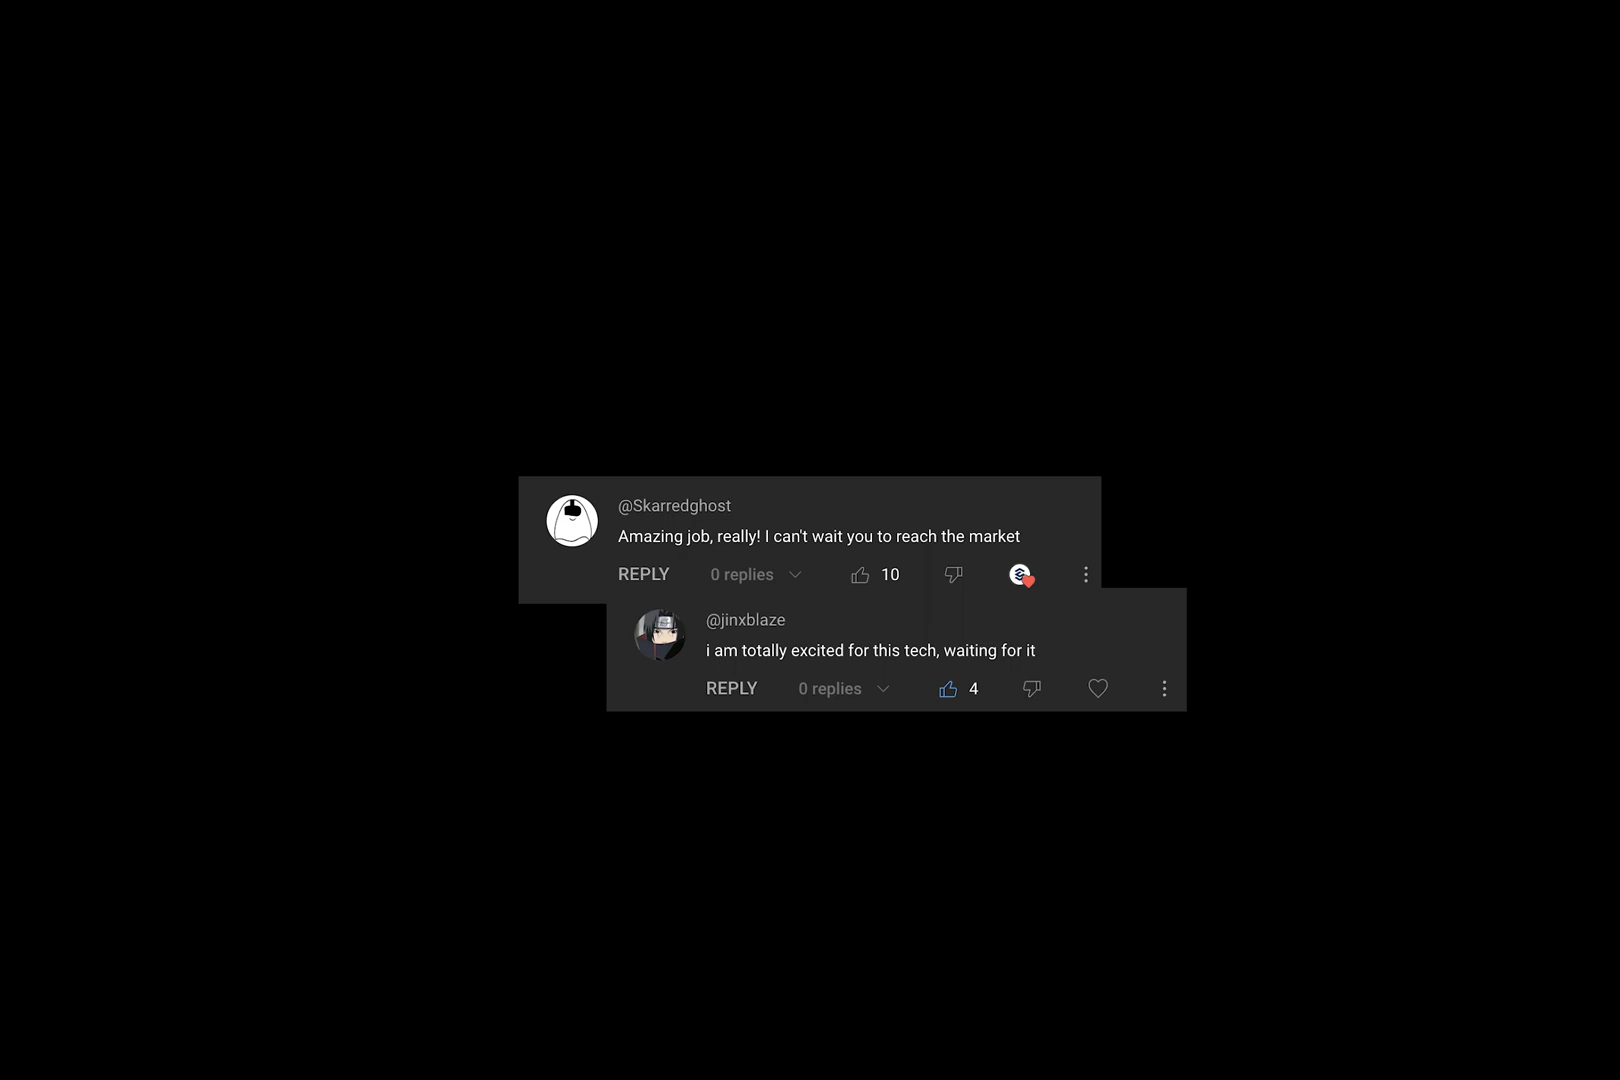 @Skarredghost
Amazing job, really! I can't wait you to reach the market
REPLY 0 replies 10
@jinxblaze
i am totally excited for this tech, waiting for it
REPLY 0 replies 4